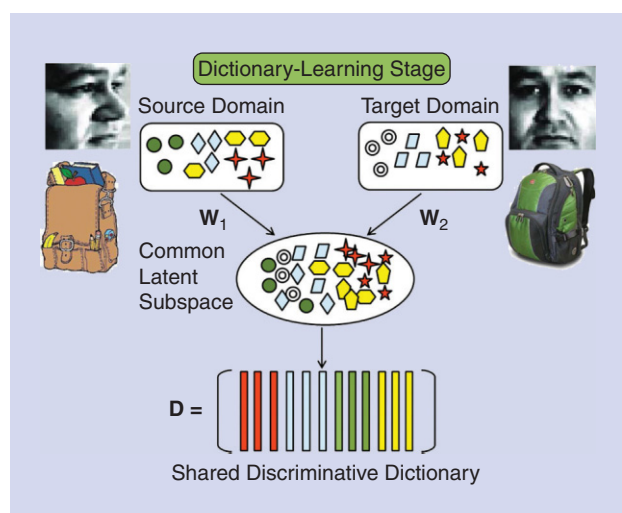 Dictionary-Learning Stage
Source Domain
Target Domain
W1
W2
Common
Latent
Subspace
D =
Shared Discriminative Dictionary